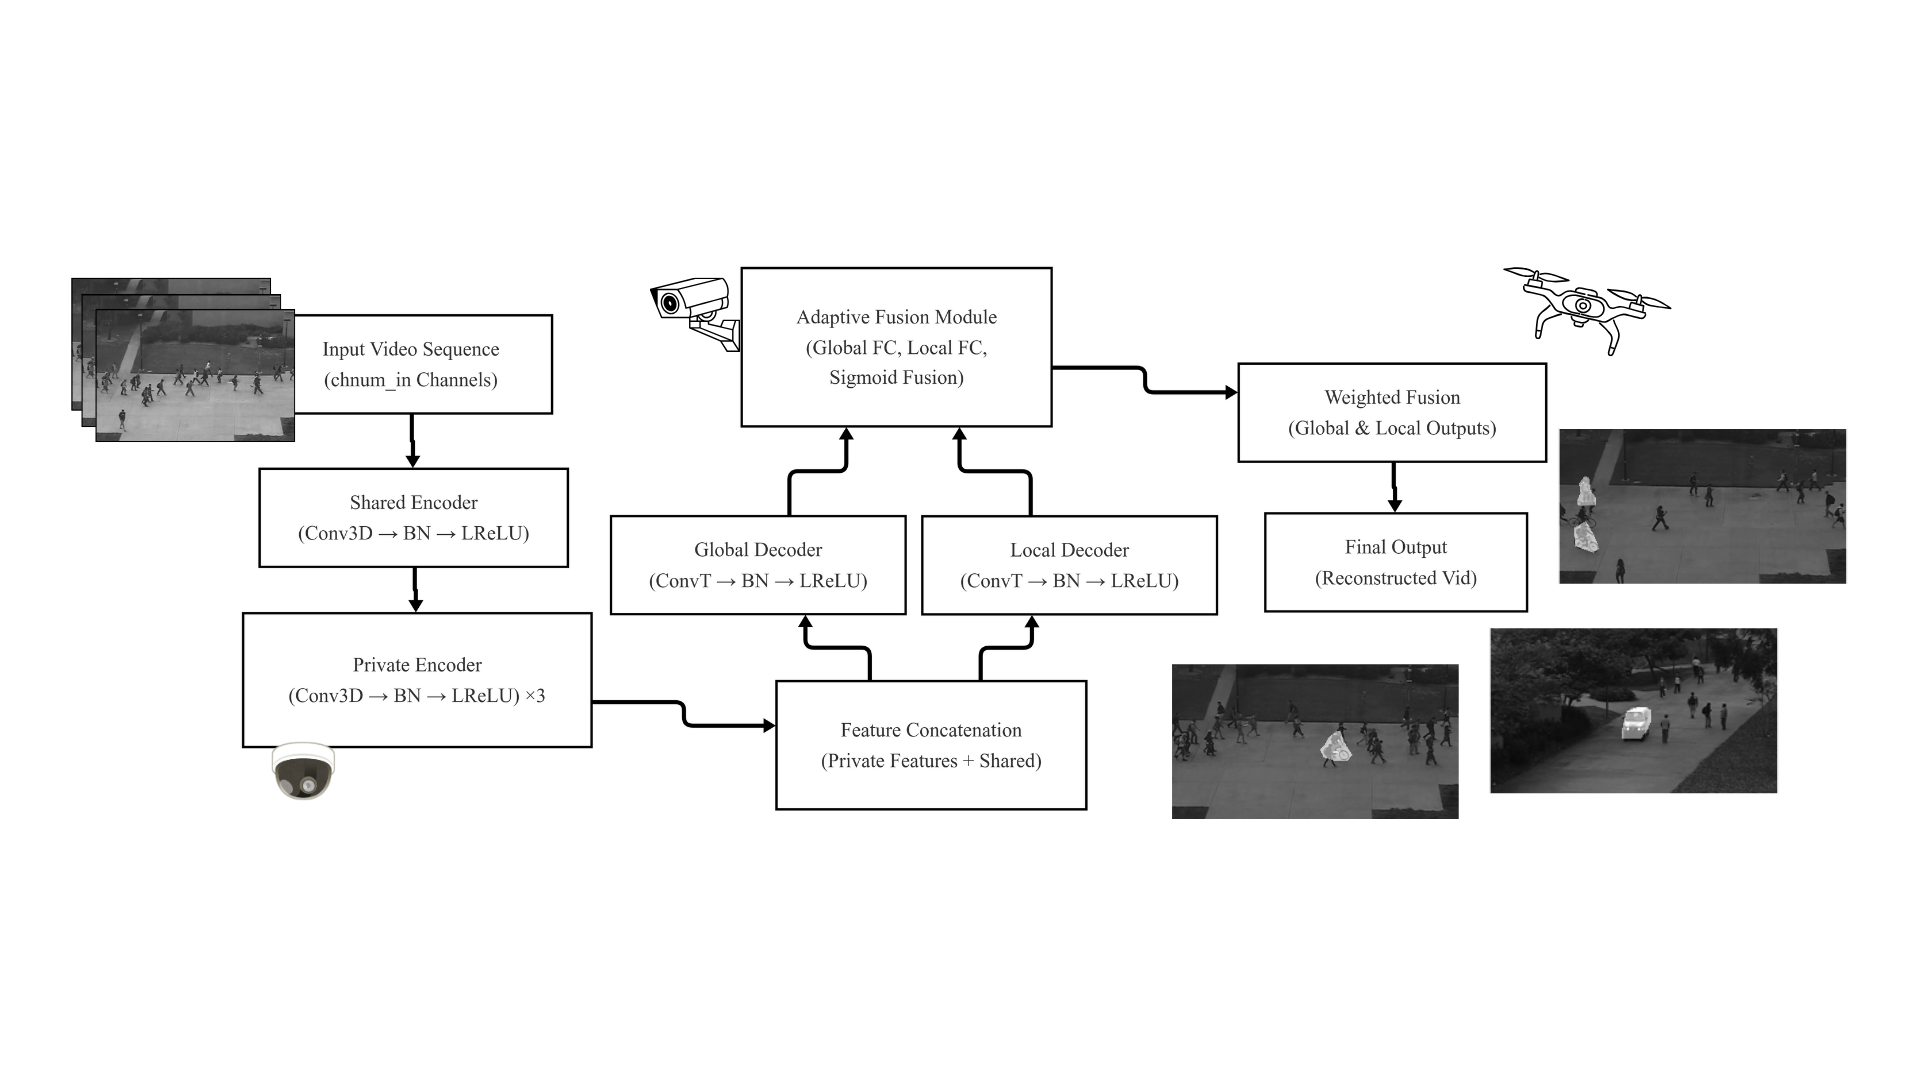 Input Video Sequence
(chnum_in Channels)
Shared Encoder
(Conv3D → BN → LReLU)
Private Encoder
(Conv3D → BN → LReLU) ×3
Feature Concatenation
(Private Features + Shared)
Global Decoder
(ConvT → BN → LReLU)
Local Decoder
(ConvT → BN → LReLU)
Adaptive Fusion Module
(Global FC, Local FC,
Sigmoid Fusion)
Weighted Fusion
(Global & Local Outputs)
Final Output
(Reconstructed Vid)